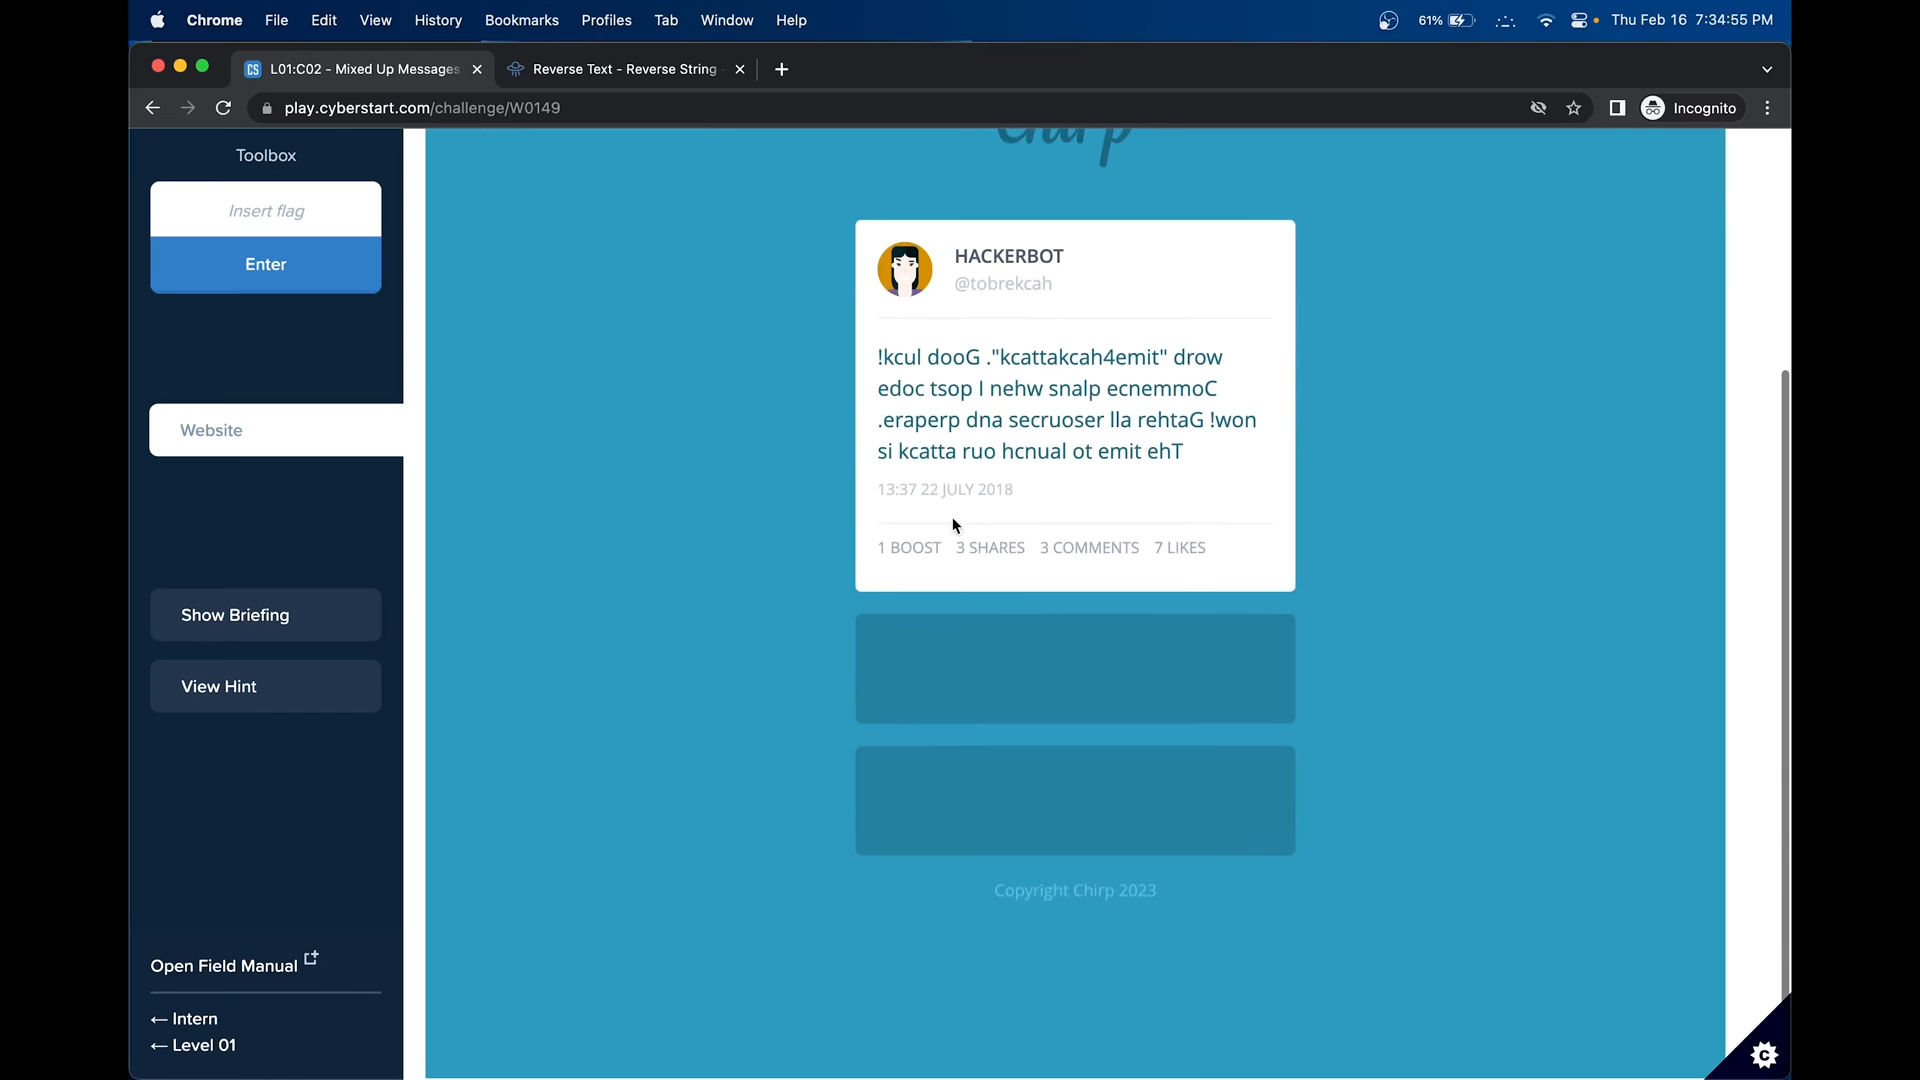 Chrome File Edit View History Bookmarks Profiles Tab Window Help
61% Thu Feb 16 7:34:55 PM
CS L01:C02 - Mixed Up Messages
Reverse Text - Reverse String -
play.cyberstart.com/challenge/W0149
Incognito
Toolbox
Insert flag
Enter
Website
Show Briefing
View Hint
Open Field Manual
← Intern
← Level 01
Chirp
HACKERBOT
@tobrekcah
!kcul dooG ."kcattakcah4emit" drow
edoc tsop I nehw snalp ecnemmoC
.eraperp dna secruoser lla rehtaG !won
si kcatta ruo hcnual ot emit ehT
13:37 22 JULY 2018
1 BOOST 3 SHARES 3 COMMENTS 7 LIKES
Copyright Chirp 2023
C